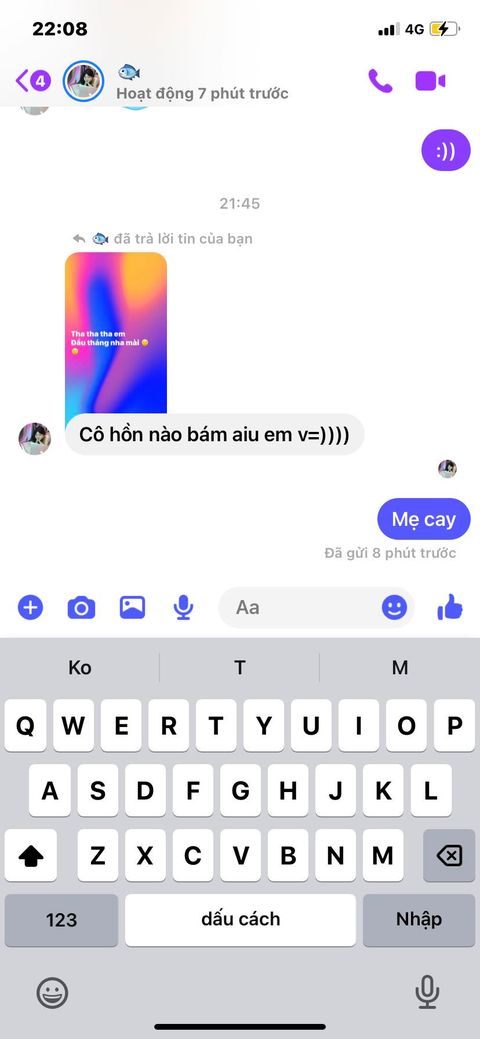 22:08
4G
4
🐟
Hoạt động 7 phút trước
:))
21:45
🐟 đã trả lời tin của bạn
Tha tha tha em
Đầu tháng nha mài 😊
😊
Cô hồn nào bám aiu em v=))))
Mẹ cay
Đã gửi 8 phút trước
Aa
Ko T M
Q W E R T Y U I O P
A S D F G H J K L
Z X C V B N M
123 dấu cách Nhập